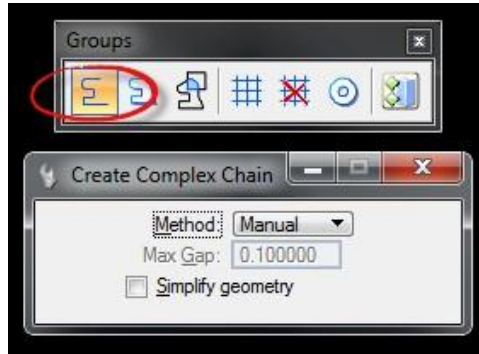 Groups
Create Complex Chain
Method: Manual
Max Gap: 0.100000
Simplify geometry